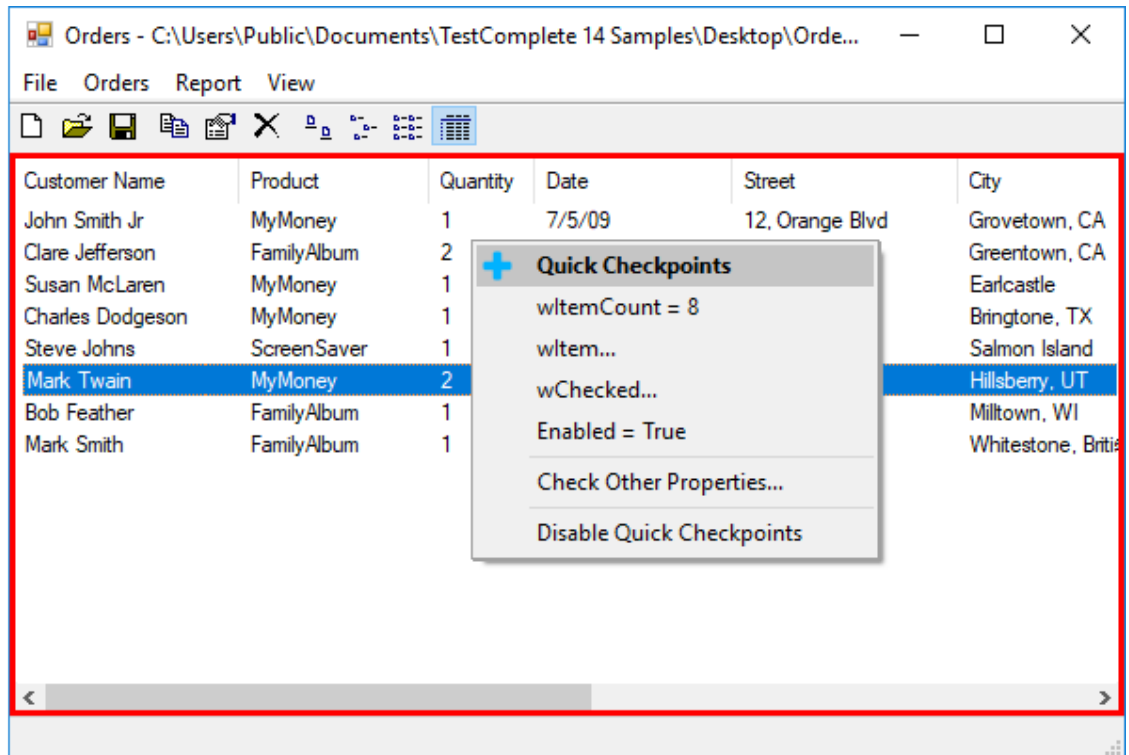 Orders - C:\Users\Public\Documents\TestComplete 14 Samples\Desktop\Orde...
File Orders Report View
Customer Name Product Quantity Date Street City
John Smith Jr MyMoney 1 7/5/09 12, Orange Blvd Grovetown, CA
Clare Jefferson FamilyAlbum 2 Greentown, CA
Susan McLaren MyMoney 1 Earlcastle
Charles Dodgeson MyMoney 1 Bringtone, TX
Steve Johns ScreenSaver 1 Salmon Island
Mark Twain MyMoney 2 Hillsberry, UT
Bob Feather FamilyAlbum 1 Milltown, WI
Mark Smith FamilyAlbum 1 Whitestone, Britis
Quick Checkpoints
wItemCount = 8
wItem...
wChecked...
Enabled = True
Check Other Properties...
Disable Quick Checkpoints